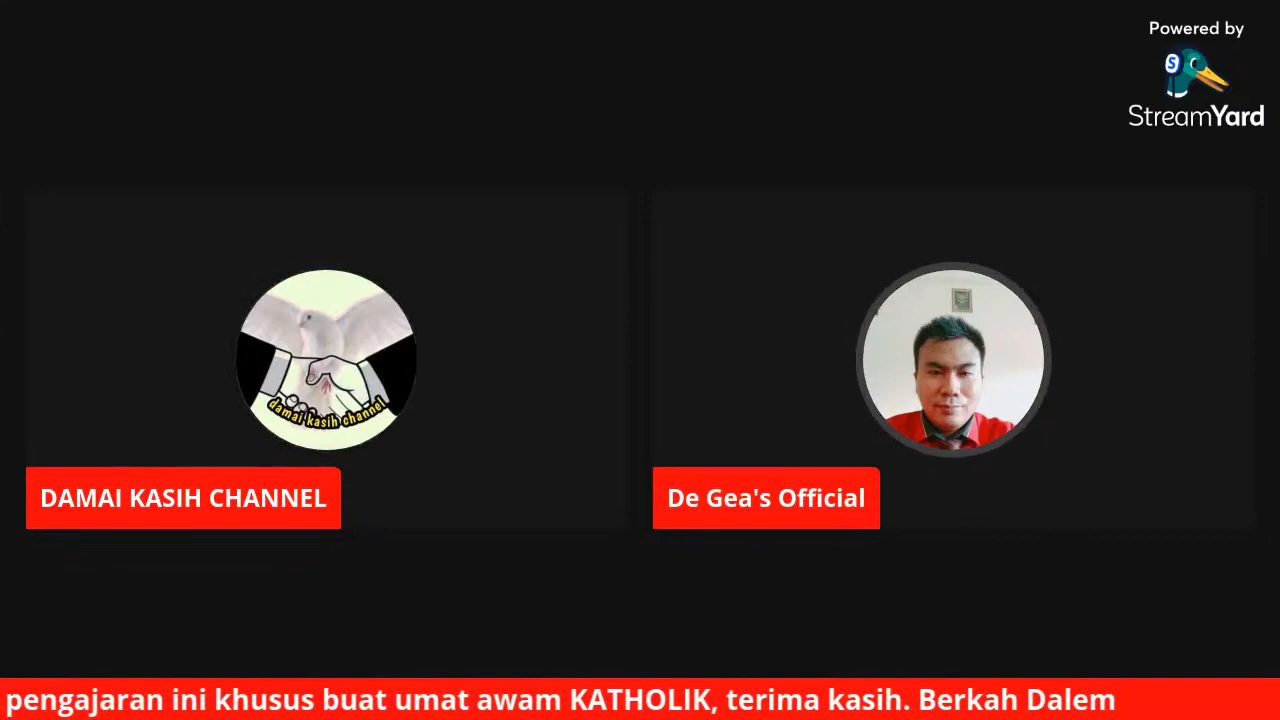 Powered by
S
StreamYard
damai kasih channel
DAMAI KASIH CHANNEL
De Gea's Official
pengajaran ini khusus buat umat awam KATHOLIK, terima kasih. Berkah Dalem